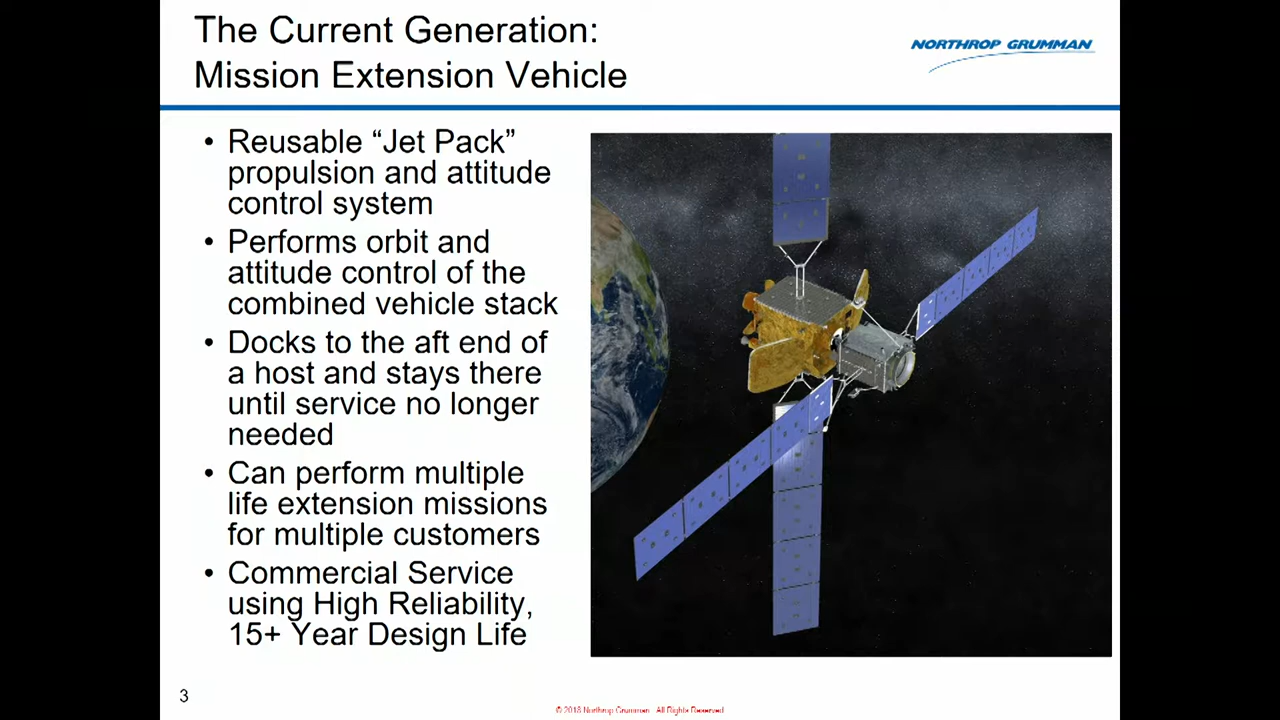 The Current Generation:
Mission Extension Vehicle
NORTHROP GRUMMAN
• Reusable “Jet Pack”
propulsion and attitude
control system
• Performs orbit and
attitude control of the
combined vehicle stack
• Docks to the aft end of
a host and stays there
until service no longer
needed
• Can perform multiple
life extension missions
for multiple customers
• Commercial Service
using High Reliability,
15+ Year Design Life
3
© 2018 Northrop Grumman All Rights Reserved